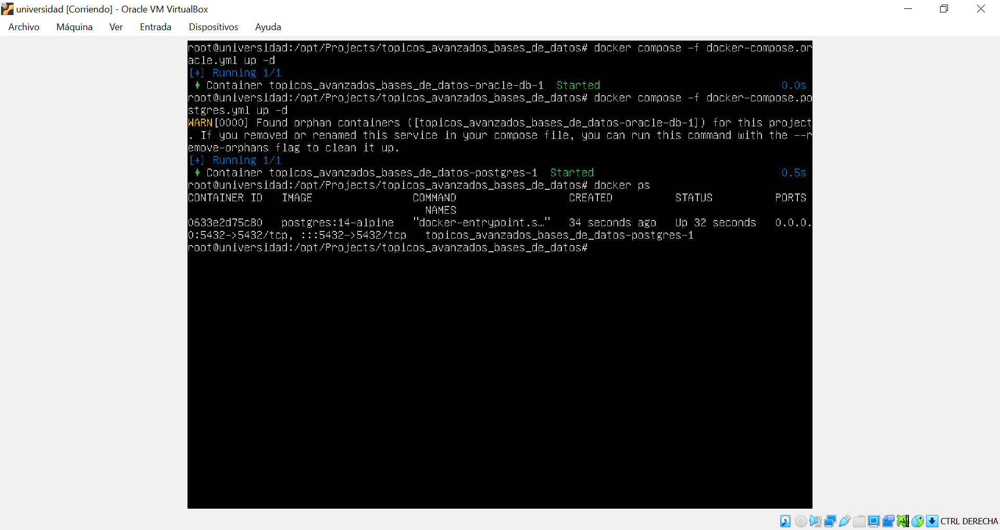 universidad [Corriendo] - Oracle VM VirtualBox
Archivo Máquina Ver Entrada Dispositivos Ayuda
root@universidad:/opt/Projects/topicos_avanzados_bases_de_datos# docker compose -f docker-compose.or
acle.yml up -d
[+] Running 1/1
Container topicos_avanzados_bases_de_datos-oracle-db-1 Started 0.0s
root@universidad:/opt/Projects/topicos_avanzados_bases_de_datos# docker compose -f docker-compose.po
stgres.yml up -d
WARN[0000] Found orphan containers ([topicos_avanzados_bases_de_datos-oracle-db-1]) for this project
. If you removed or renamed this service in your compose file, you can run this command with the --r
emove-orphans flag to clean it up.
[+] Running 1/1
Container topicos_avanzados_bases_de_datos-postgres-1 Started 0.5s
root@universidad:/opt/Projects/topicos_avanzados_bases_de_datos# docker ps
CONTAINER ID IMAGE COMMAND CREATED STATUS PORTS
NAMES
0633e2d75c80 postgres:14-alpine "docker-entrypoint.s…" 34 seconds ago Up 32 seconds 0.0.0.
0:5432->5432/tcp, :::5432->5432/tcp topicos_avanzados_bases_de_datos-postgres-1
root@universidad:/opt/Projects/topicos_avanzados_bases_de_datos#
CTRL DERECHA